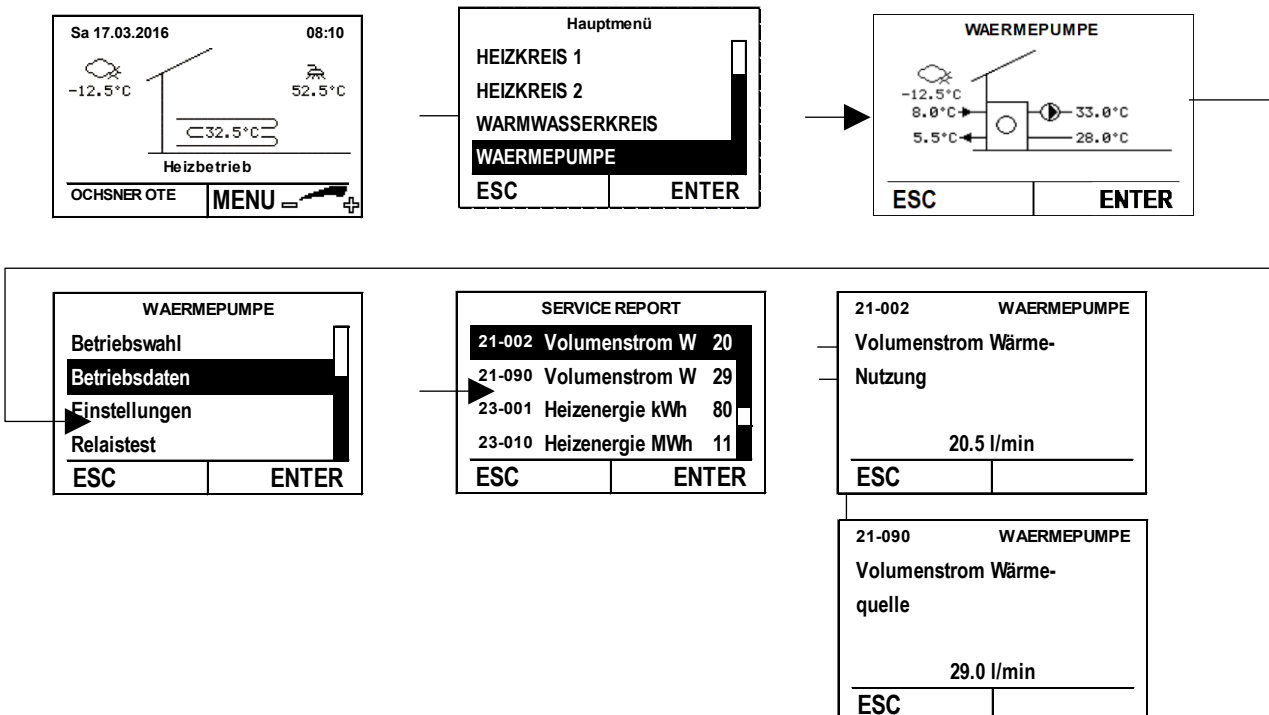 Sa 17.03.2016 08:10
-12.5°C 52.5°C
32.5°C
Heizbetrieb
OCHSNER OTE MENU
Hauptmenü
HEIZKREIS 1
HEIZKREIS 2
WARMWASSERKREIS
WAERMEPUMPE
ESC ENTER
WAERMEPUMPE
-12.5°C
8.0°C 33.0°C
5.5°C 28.0°C
ESC ENTER
WAERMEPUMPE
Betriebswahl
Betriebsdaten
Einstellungen
Relaistest
ESC ENTER
SERVICE REPORT
21-002 Volumenstrom W 20
21-090 Volumenstrom W 29
23-001 Heizenergie kWh 80
23-010 Heizenergie MWh 11
ESC ENTER
21-002 WAERMEPUMPE
Volumenstrom Wärme-
Nutzung
20.5 l/min
ESC
21-090 WAERMEPUMPE
Volumenstrom Wärme-
quelle
29.0 l/min
ESC